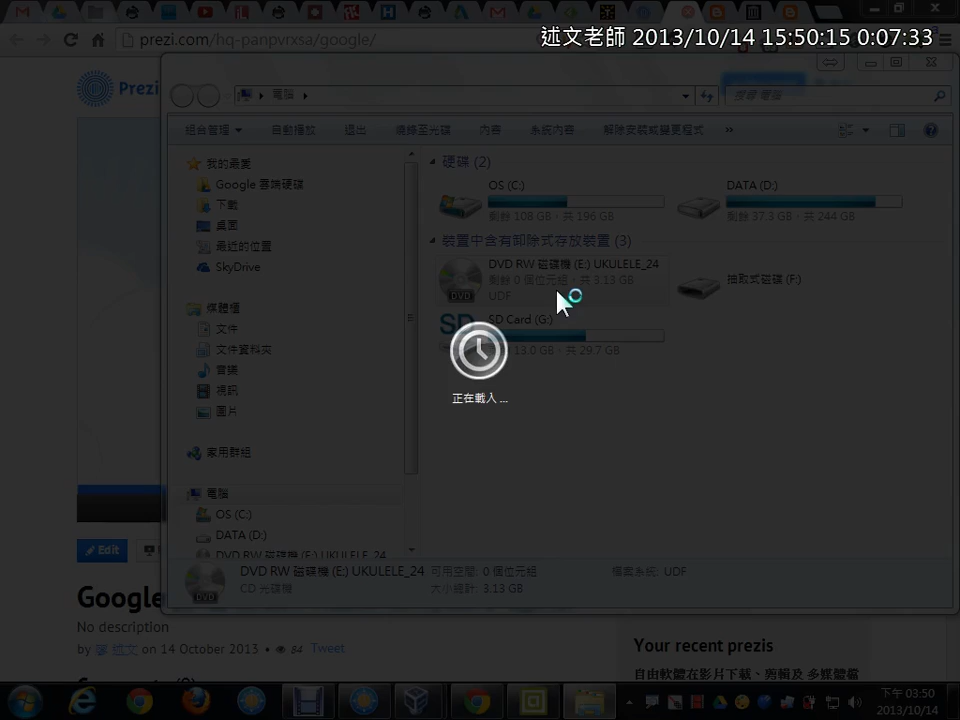 述文老師 2013/10/14 15:50:15 0:07:33
prezi.com/hq-panpvrxsa/google/
Prezi
電腦
搜尋 電腦
組合管理
自動播放
退出
燒錄至光碟
內容
系統內容
解除安裝或變更程式
»
我的最愛
Google 雲端硬碟
下載
桌面
最近的位置
SkyDrive
媒體櫃
文件
文件資料夾
音樂
視訊
圖片
家用群組
電腦
OS (C:)
DATA (D:)
DVD RW 磁碟機 (E:) UKULELE_24
硬碟 (2)
OS (C:)
剩餘 108 GB，共 196 GB
DATA (D:)
剩餘 37.3 GB，共 244 GB
裝置中含有卸除式存放裝置 (3)
DVD RW 磁碟機 (E:) UKULELE_24
剩餘 0 個位元組，共 3.13 GB
UDF
DVD
抽取式磁碟 (F:)
SD
SD Card (G:)
13.0 GB，共 29.7 GB
正在載入 ...
DVD RW 磁碟機 (E:) UKULELE_24
CD 光碟機
可用空間: 0 個位元組
大小總計: 3.13 GB
檔案系統: UDF
DVD
Edit
Google
No description
by 述文 on 14 October 2013 • 84 Tweet
Your recent prezis
自由軟體在影片下載、剪輯及 多媒體檔
下午 03:50
2013/10/14